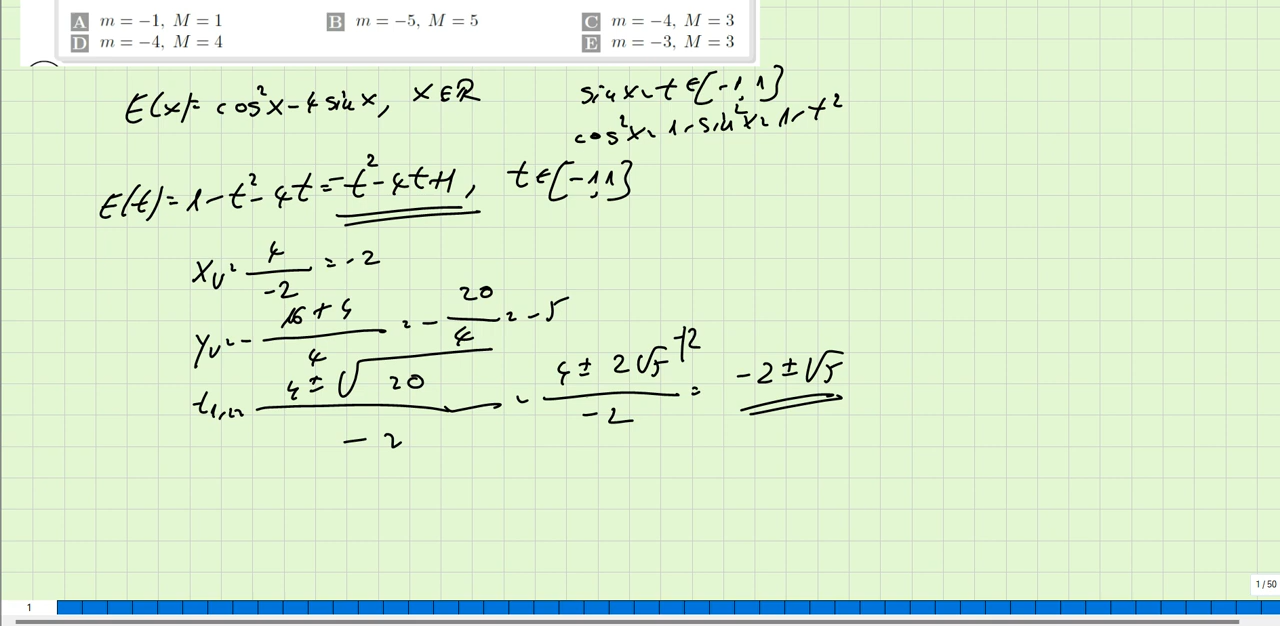 A m = −1, M = 1 B m = −5, M = 5 C m = −4, M = 3
D m = −4, M = 4 E m = −3, M = 3
E(x)= cos²x − 4 sin x, x∈R
sin x = t ∈ [−1,1]
cos²x = 1 − sin²x = 1 − t²
E(t) = 1 − t² − 4t = −t² − 4t + 1, t ∈ [−1,1]
x_v = 4/−2 = −2
y_v = − (16 + 4)/4 = − 20/4 = −5
t_1,2 = (4 ± √20)/−2 = (4 ± 2√5)/−2 = −2 ± √5
1 / 50
1